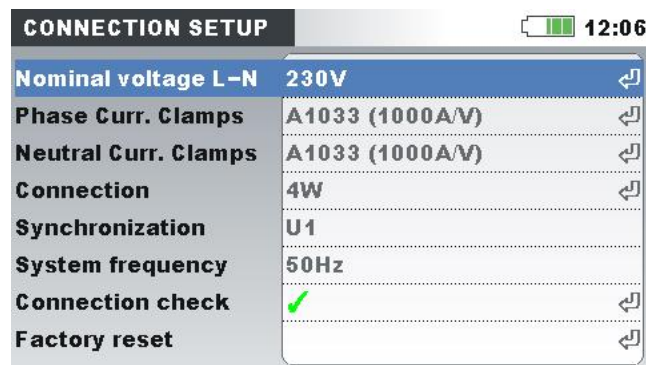 CONNECTION SETUP 12:06
Nominal voltage L-N 230V
Phase Curr. Clamps A1033 (1000A/V)
Neutral Curr. Clamps A1033 (1000A/V)
Connection 4W
Synchronization U1
System frequency 50Hz
Connection check ✓
Factory reset